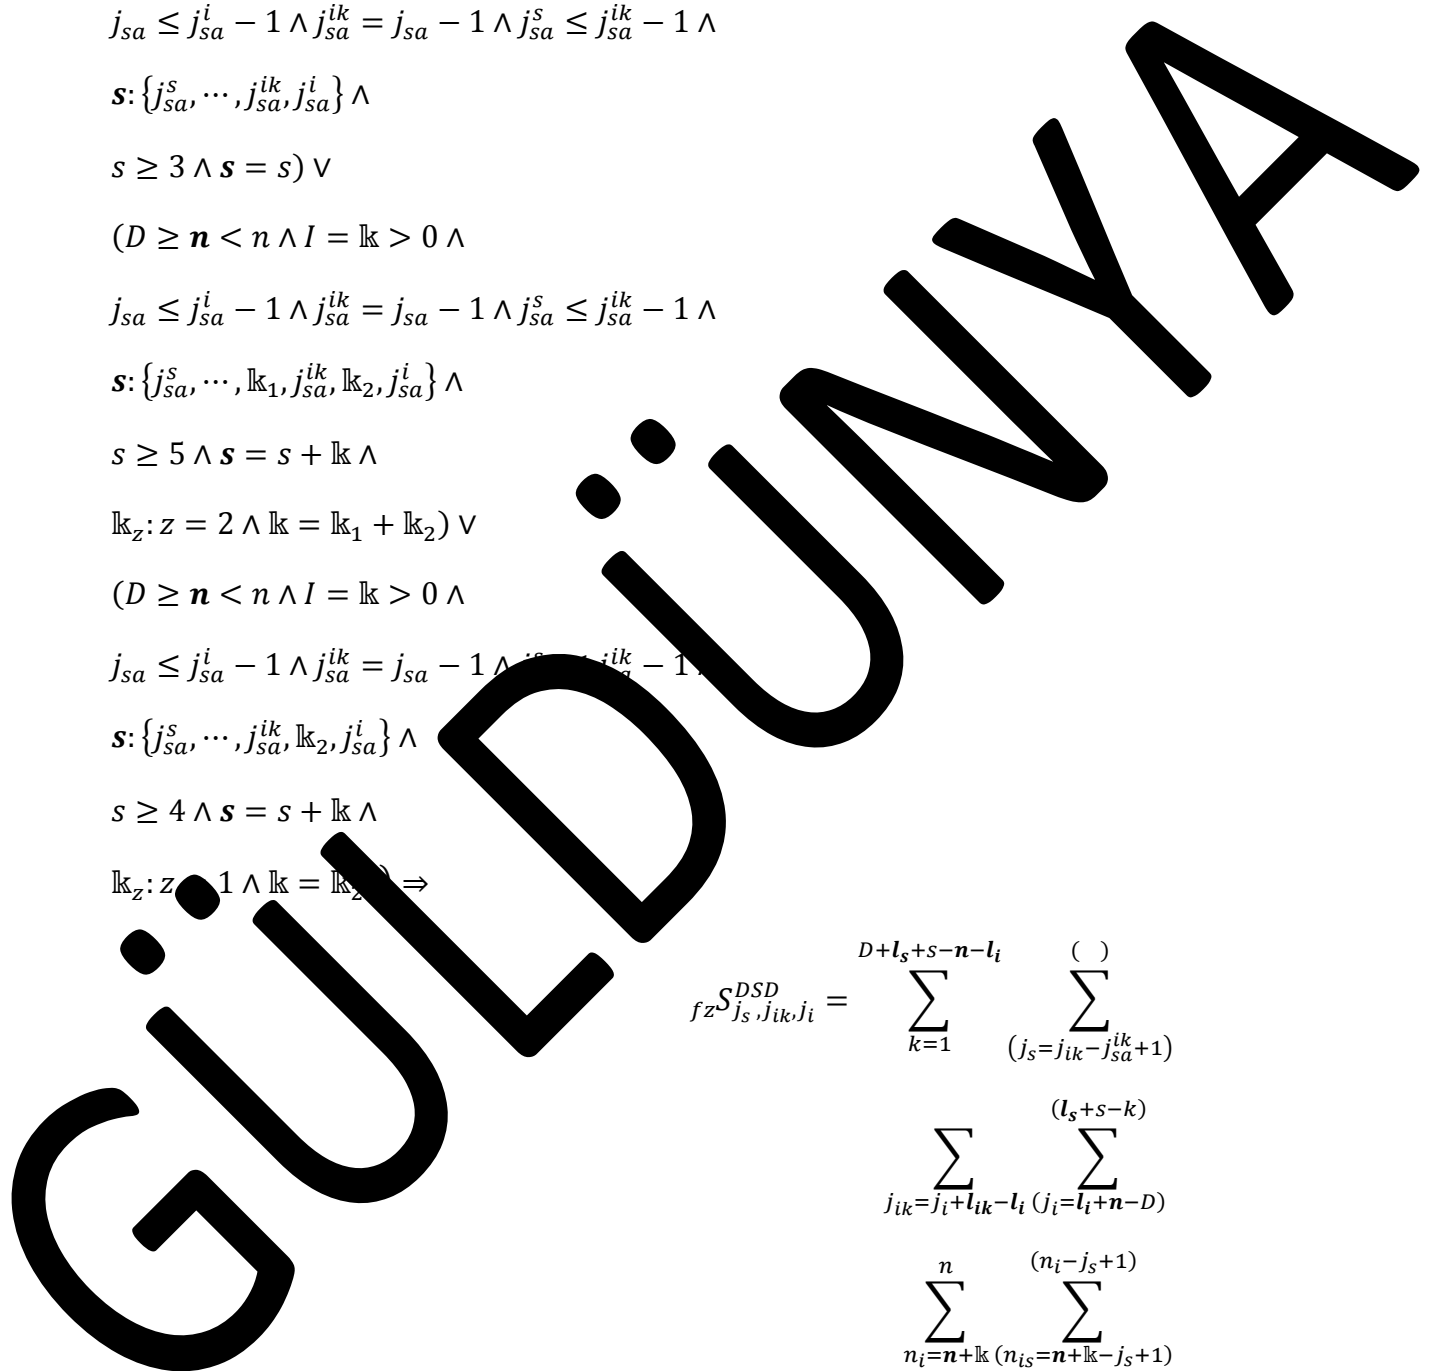 j_{sa} ≤ j_{sa}^{i} − 1 ∧ j_{sa}^{ik} = j_{sa} − 1 ∧ j_{sa}^{s} ≤ j_{sa}^{ik} − 1 ∧
s: {j_{sa}^{s}, ⋯, j_{sa}^{ik}, j_{sa}^{i}} ∧
s ≥ 3 ∧ s = s) ∨
(D ≥ n < n ∧ I = 𝕜 > 0 ∧
j_{sa} ≤ j_{sa}^{i} − 1 ∧ j_{sa}^{ik} = j_{sa} − 1 ∧ j_{sa}^{s} ≤ j_{sa}^{ik} − 1 ∧
s: {j_{sa}^{s}, ⋯, 𝕜_1, j_{sa}^{ik}, 𝕜_2, j_{sa}^{i}} ∧
s ≥ 5 ∧ s = s + 𝕜 ∧
𝕜_z: z = 2 ∧ 𝕜 = 𝕜_1 + 𝕜_2) ∨
(D ≥ n < n ∧ I = 𝕜 > 0 ∧
j_{sa} ≤ j_{sa}^{i} − 1 ∧ j_{sa}^{ik} = j_{sa} − 1 ∧ j_{sa}^{ik} − 1
s: {j_{sa}^{s}, ⋯, j_{sa}^{ik}, 𝕜_2, j_{sa}^{i}} ∧
s ≥ 4 ∧ s = s + 𝕜 ∧
𝕜_z: z 1 ∧ 𝕜 = 𝕜_2) ⇒
_{fz}S_{j_s,j_{ik},j_i}^{DSD} = ∑_{k=1}^{D+l_s+s−n−l_i} ∑_{(j_s=j_{ik}−j_{sa}^{ik}+1)}^{( )}
∑_{j_{ik}=j_i+l_{ik}−l_i} ∑_{(j_i=l_i+n−D)}^{(l_s+s−k)}
∑_{n_i=n+𝕜}^{n} ∑_{(n_{is}=n+𝕜−j_s+1)}^{(n_i−j_s+1)}
GÜLDÜNYA